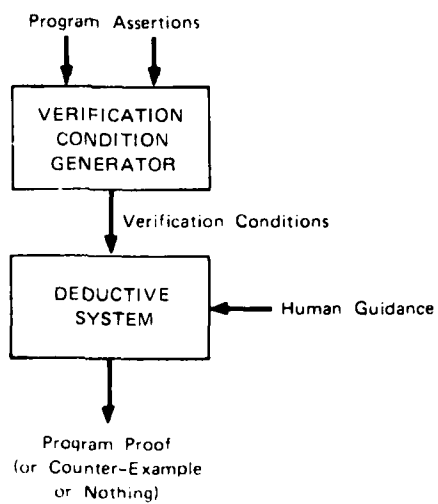 Program Assertions
VERIFICATION
CONDITION
GENERATOR
Verification Conditions
DEDUCTIVE
SYSTEM
Human Guidance
Program Proof
(or Counter-Example
or Nothing)